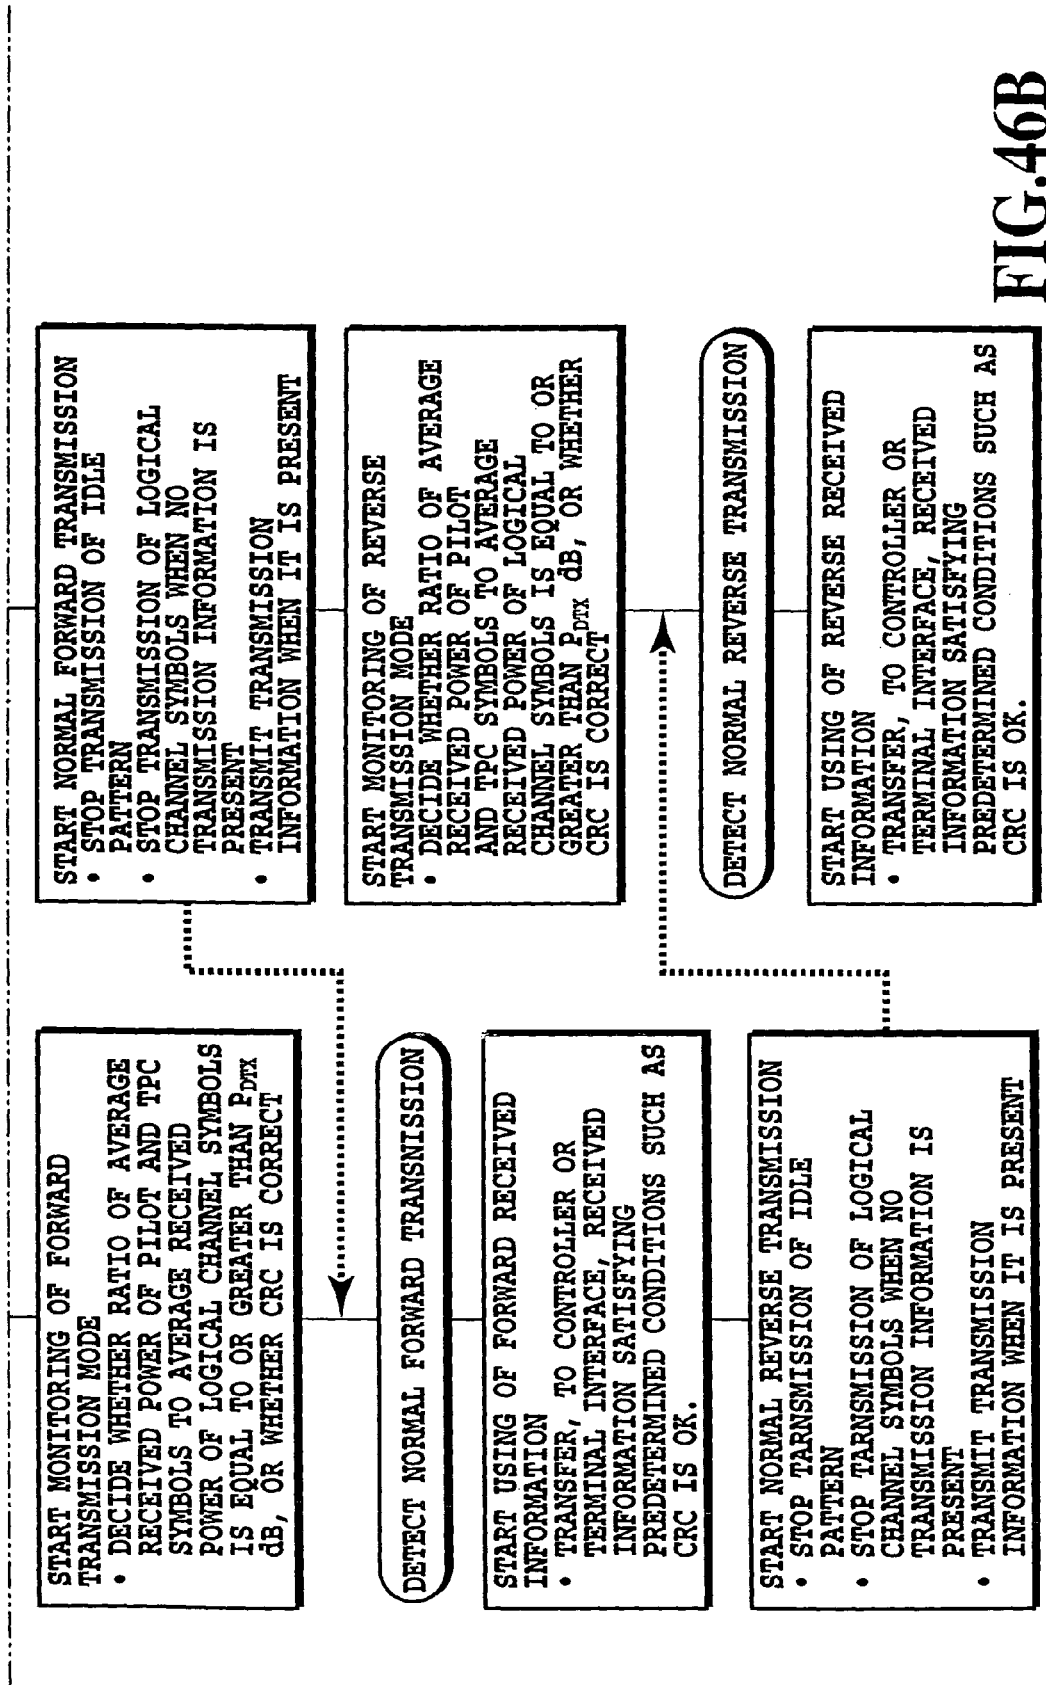 START MONITORING OF FORWARD
TRANSMISSION MODE
• DECIDE WHETHER RATIO OF AVERAGE
RECEIVED POWER OF PILOT AND TPC
SYMBOLS TO AVERAGE RECEIVED
POWER OF LOGICAL CHANNEL SYMBOLS
IS EQUAL TO OR GREATER THAN PDTX
dB, OR WHETHER CRC IS CORRECT
DETECT NORMAL FORWARD TRANSNISSION
START USING OF FORWARD RECEIVED
INFORMATION
• TRANSFER, TO CONTROLLER OR
TERMINAL INTERFACE, RECEIVED
INFORMATION SATISFYING
PREDETERMINED CONDITIONS SUCH AS
CRC IS OK.
START NORMAL REVERSE TRANSMISSION
• STOP TARNSMISSION OF IDLE
PATTERN
• STOP TARNSMISSION OF LOGICAL
CHANNEL SYMBOLS WHEN NO
TRANSMISSION INFORMATION IS
PRESENT
• TRANSMIT TRANSMISSION
INFORMATION WHEN IT IS PRESENT
START NORMAL FORWARD TRANSMISSION
• STOP TRANSMISSION OF IDLE
PATTERN
• STOP TRANSMISSION OF LOGICAL
CHANNEL SYMBOLS WHEN NO
TRANSMISSION INFORMATION IS
PRESENT
• TRANSMIT TRANSMISSION
INFORMATION WHEN IT IS PRESENT
START MONITORING OF REVERSE
TRANSMISSION MODE
• DECIDE WHETHER RATIO OF AVERAGE
RECEIVED POWER OF PILOT
AND TPC SYMBOLS TO AVERAGE
RECEIVED POWER OF LOGICAL
CHANNEL SYMBOLS IS EQUAL TO OR
GREATER THAN PDTX dB, OR WHETHER
CRC IS CORRECT
DETECT NORMAL REVERSE TRANSMISSION
START USING OF REVERSE RECEIVED
INFORMATION
• TRANSFER, TO CONTROLLER OR
TERMINAL INTERFACE, RECEIVED
INFORMATION SATISFYING
PREDETERMINED CONDITIONS SUCH AS
CRC IS OK.
FIG.46B